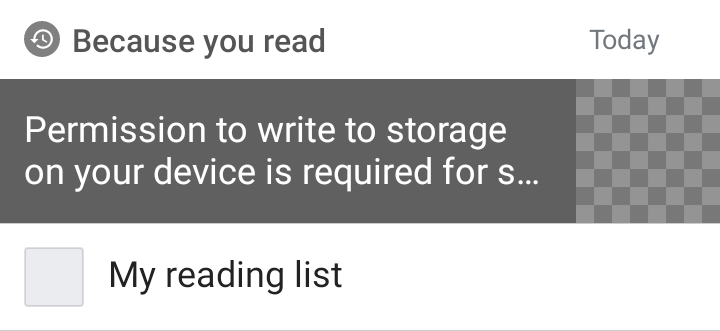 Because you read
Today
Permission to write to storage
on your device is required for s...
My reading list